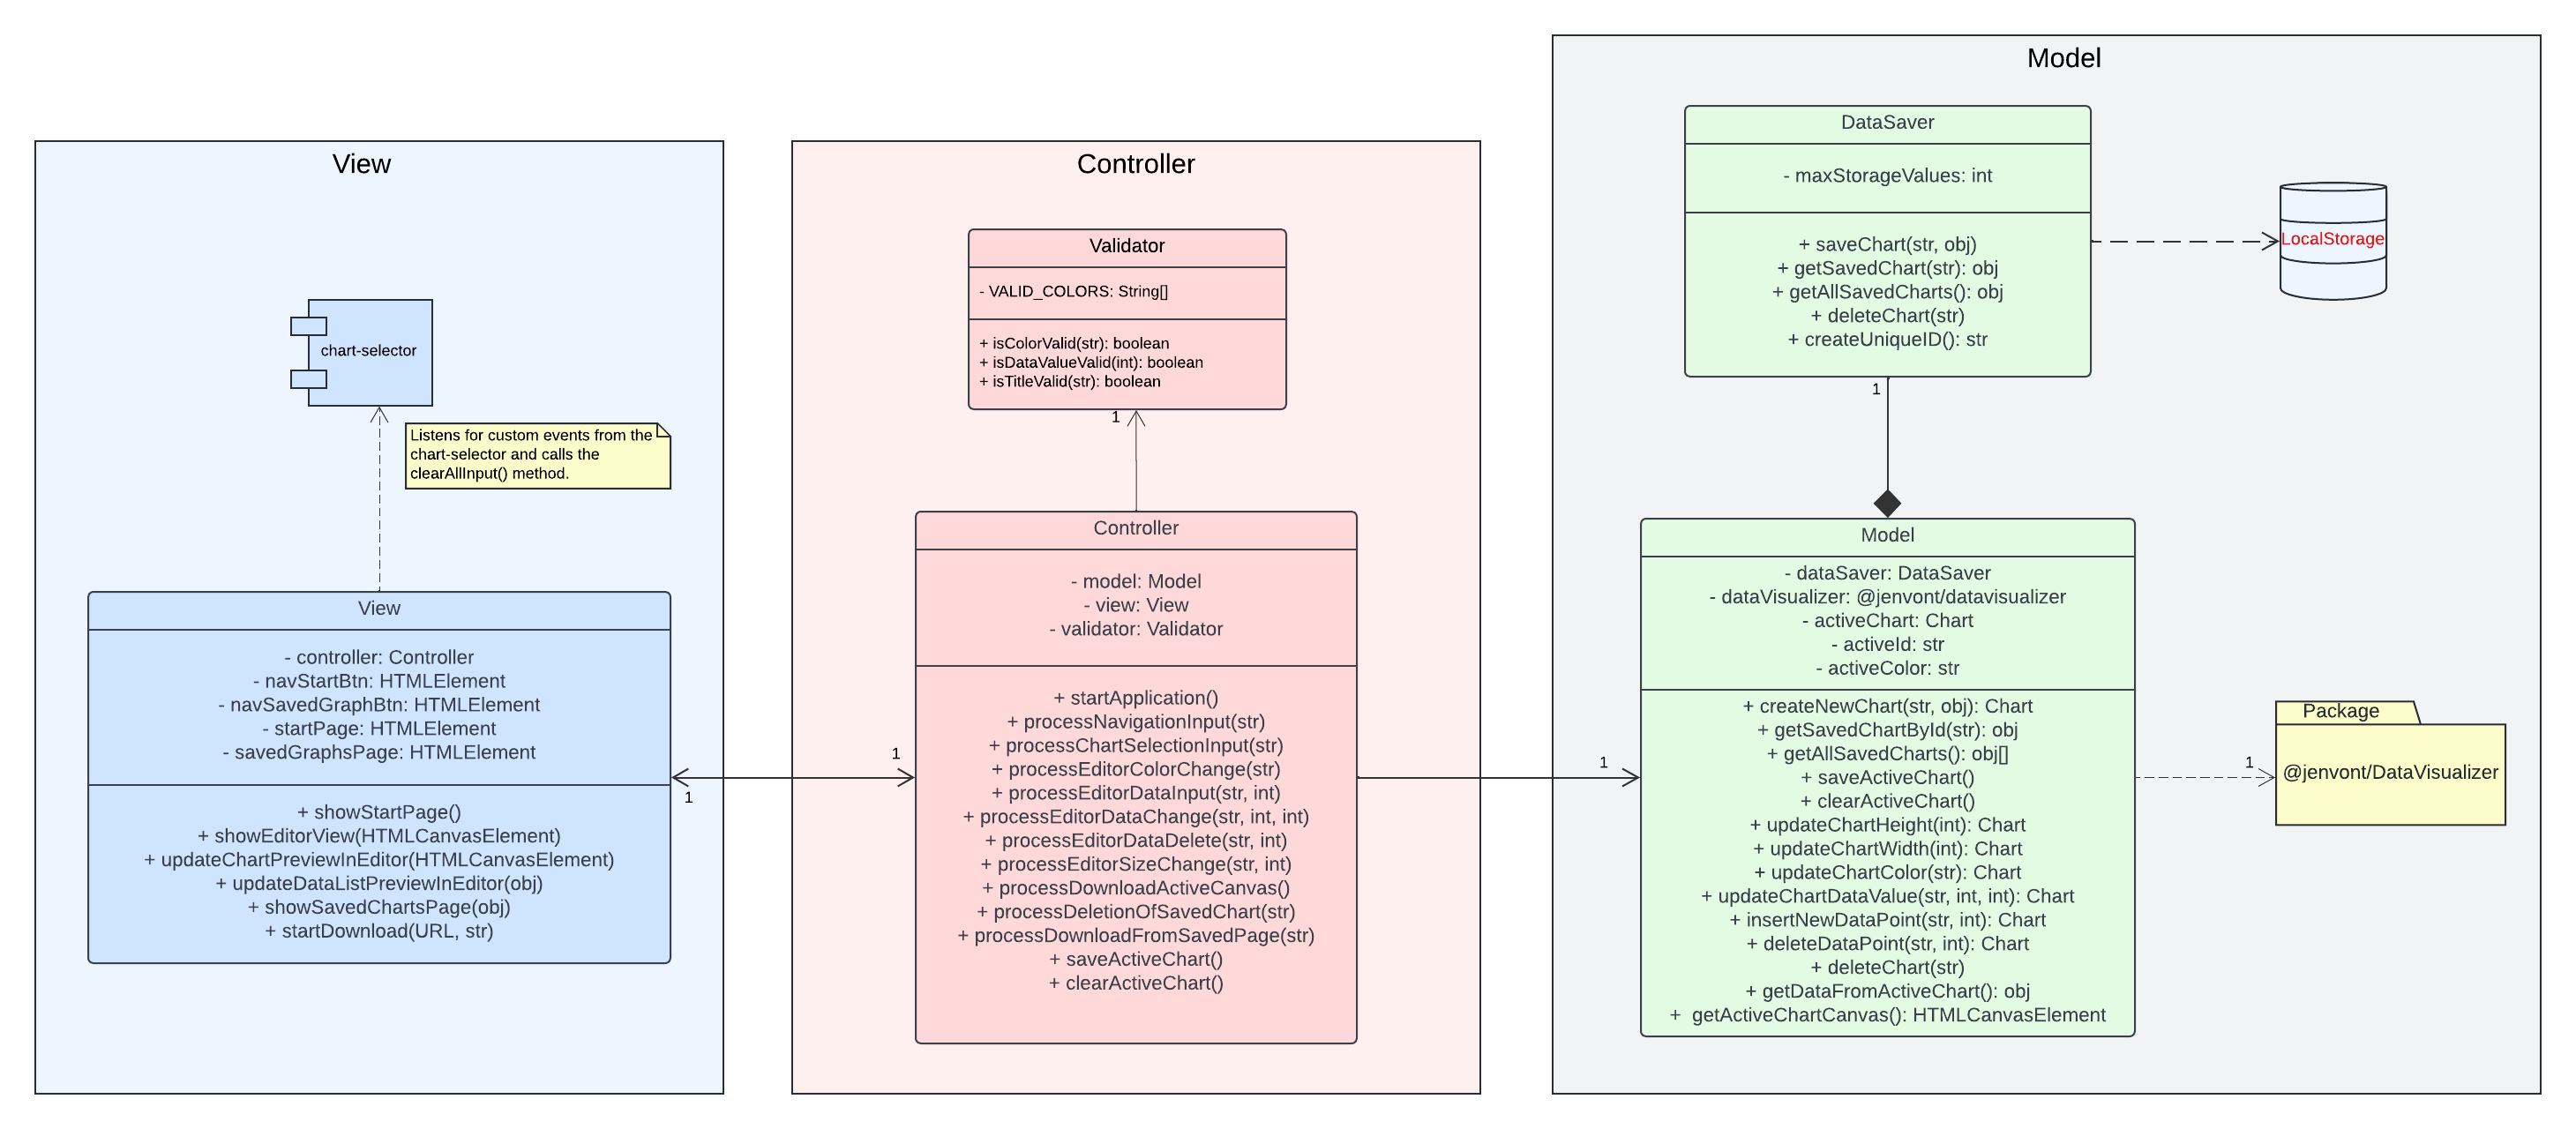 View
chart-selector
Listens for custom events from the
chart-selector and calls the
clearAllInput() method.
View
- controller: Controller
- navStartBtn: HTMLElement
- navSavedGraphBtn: HTMLElement
- startPage: HTMLElement
- savedGraphsPage: HTMLElement
+ showStartPage()
+ showEditorView(HTMLCanvasElement)
+ updateChartPreviewInEditor(HTMLCanvasElement)
+ updateDataListPreviewInEditor(obj)
+ showSavedChartsPage(obj)
+ startDownload(URL, str)
1
1
Controller
Validator
- VALID_COLORS: String[]
+ isColorValid(str): boolean
+ isDataValueValid(int): boolean
+ isTitleValid(str): boolean
1
Controller
- model: Model
- view: View
- validator: Validator
+ startApplication()
+ processNavigationInput(str)
+ processChartSelectionInput(str)
+ processEditorColorChange(str)
+ processEditorDataInput(str, int)
+ processEditorDataChange(str, int, int)
+ processEditorDataDelete(str, int)
+ processEditorSizeChange(str, int)
+ processDownloadActiveCanvas()
+ processDeletionOfSavedChart(str)
+ processDownloadFromSavedPage(str)
+ saveActiveChart()
+ clearActiveChart()
1
Model
DataSaver
- maxStorageValues: int
+ saveChart(str, obj)
+ getSavedChart(str): obj
+ getAllSavedCharts(): obj
+ deleteChart(str)
+ createUniqueID(): str
LocalStorage
1
Model
- dataSaver: DataSaver
- dataVisualizer: @jenvont/datavisualizer
- activeChart: Chart
- activeId: str
- activeColor: str
+ createNewChart(str, obj): Chart
+ getSavedChartById(str): obj
+ getAllSavedCharts(): obj[]
+ saveActiveChart()
+ clearActiveChart()
+ updateChartHeight(int): Chart
+ updateChartWidth(int): Chart
+ updateChartColor(str): Chart
+ updateChartDataValue(str, int, int): Chart
+ insertNewDataPoint(str, int): Chart
+ deleteDataPoint(str, int): Chart
+ deleteChart(str)
+ getDataFromActiveChart(): obj
+  getActiveChartCanvas(): HTMLCanvasElement
1
Package
@jenvont/DataVisualizer